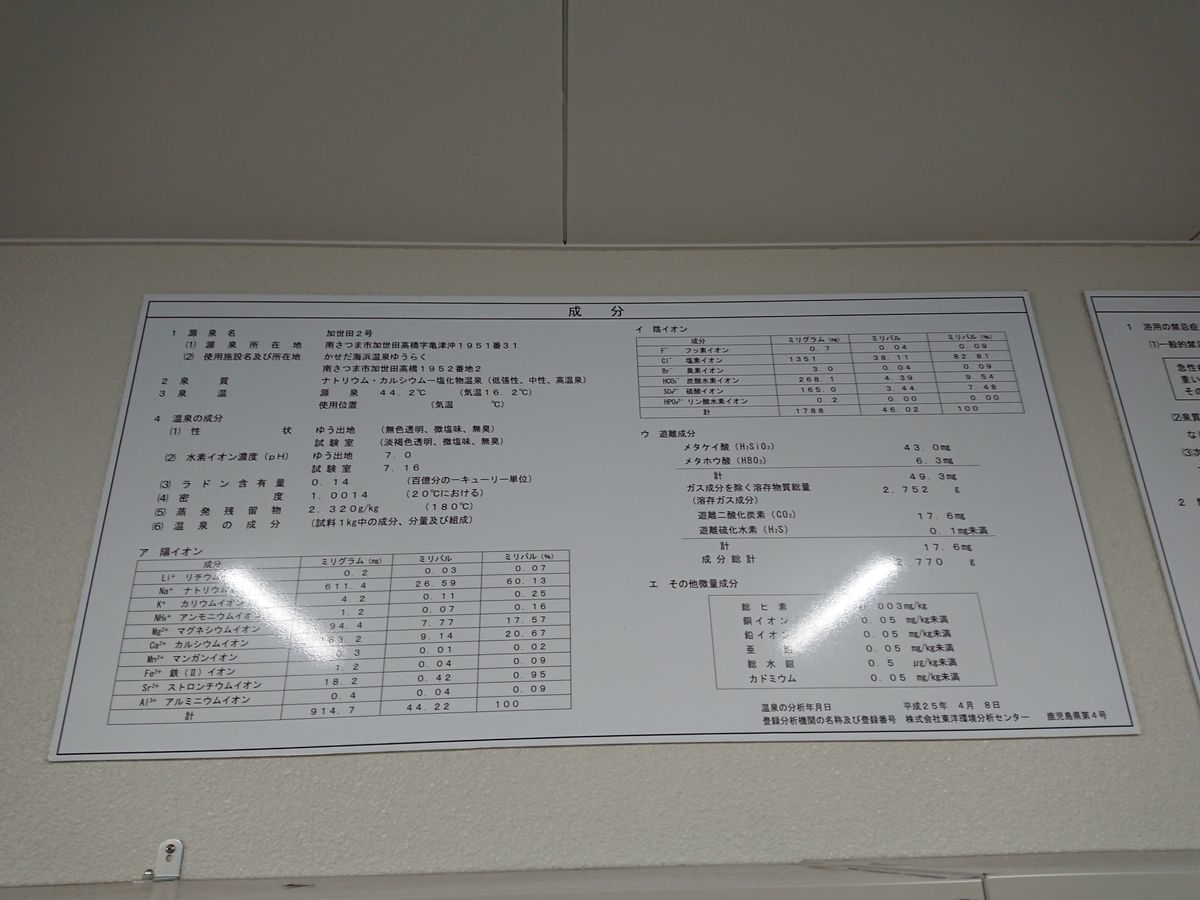 成分
1 源泉名 加世田2号
(1) 源泉所在地 南さつま市加世田高橋字亀津沖1951番31
(2) 使用施設名及び所在地 かせだ海浜温泉ゆうらく
南さつま市加世田高橋1952番地2
2 泉質 ナトリウム・カルシウム－塩化物温泉（低張性、中性、高温泉）
3 泉温 源泉 44.2℃ （気温16.2℃）
使用位置 （気温 ℃）
4 温泉の成分
(1) 性状 ゆう出地 （無色透明、微塩味、無臭）
試験室 （淡褐色透明、微塩味、無臭）
(2) 水素イオン濃度（pH） ゆう出地 7.0
試験室 7.16
(3) ラドン含有量 0.14 （百億分の一キューリー単位）
(4) 密度 1.0014 （20℃における）
(5) 蒸発残留物 2.320g/kg （180℃）
(6) 温泉の成分 （試料1kg中の成分、分量及び組成）
ア 陽イオン
成分 ミリグラム（mg） ミリバル ミリバル（%）
Li⁺ リチウム 0.2 0.03 0.07
Na⁺ ナトリウム 611.4 26.59 60.13
K⁺ カリウムイオン 4.2 0.11 0.25
NH₄⁺ アンモニウムイオン 1.2 0.07 0.16
Mg²⁺ マグネシウムイオン 94.4 7.77 17.57
Ca²⁺ カルシウムイオン 183.2 9.14 20.67
Mn²⁺ マンガンイオン 0.3 0.01 0.02
Fe²⁺ 鉄（Ⅱ）イオン 1.2 0.04 0.09
Sr²⁺ ストロンチウムイオン 18.2 0.42 0.95
Al³⁺ アルミニウムイオン 0.4 0.04 0.09
計 914.7 44.22 100
イ 陰イオン
成分 ミリグラム（mg） ミリバル ミリバル（%）
F⁻ フッ素イオン 0.7 0.04 0.09
Cl⁻ 塩素イオン 1351 38.11 82.81
Br⁻ 臭素イオン 3.0 0.04 0.09
HCO₃⁻ 炭酸水素イオン 268.1 4.39 9.54
SO₄²⁻ 硫酸イオン 165.0 3.44 7.48
HPO₄²⁻ リン酸水素イオン 0.2 0.00 0.00
計 1788 46.02 100
ウ 遊離成分
メタケイ酸（H₂SiO₃） 43.0mg
メタホウ酸（HBO₂） 6.3mg
計 49.3mg
ガス成分を除く溶存物質総量 2.752 g
（溶存ガス成分）
遊離二酸化炭素（CO₂） 17.6mg
遊離硫化水素（H₂S） 0.1mg未満
計 17.6mg
成分総計 2.770 g
エ その他微量成分
総ヒ素 0.003mg/kg
銅イオン 0.05 mg/kg未満
鉛イオン 0.05 mg/kg未満
亜 0.05 mg/kg未満
総水銀 0.5 μg/kg未満
カドミウム 0.05 mg/kg未満
温泉の分析年月日 平成25年 4月 8日
登録分析機関の名称及び登録番号 株式会社東洋環境分析センター 鹿児島県第4号
1 浴用の禁忌症
(1)一般的禁忌
急性
重い
その
(2)泉質
な
(3)次
2